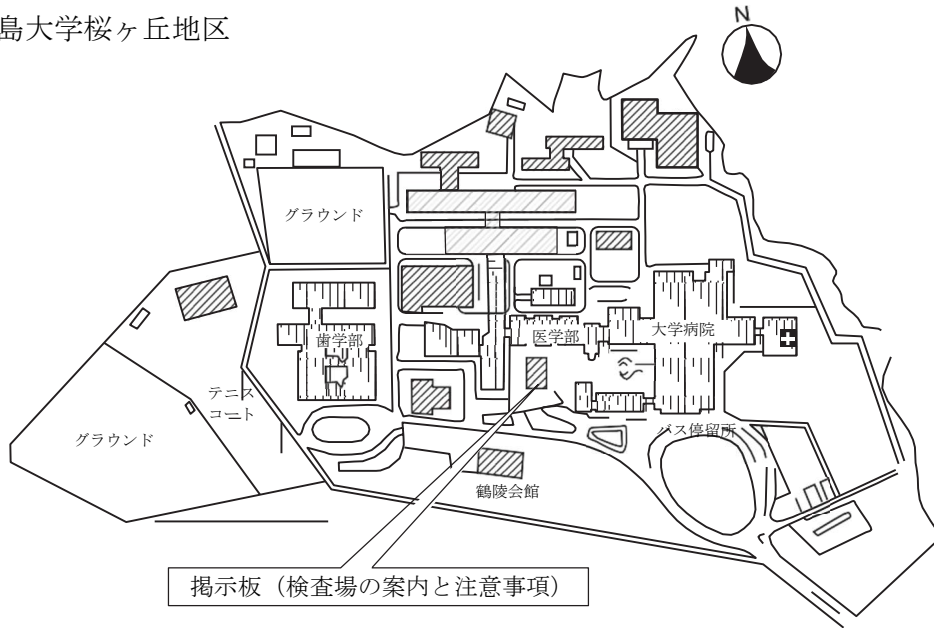 島大学桜ヶ丘地区
N
グラウンド
歯学部
医学部
大学病院
テニス
コート
グラウンド
バス停留所
鶴陵会館
掲示板（検査場の案内と注意事項）